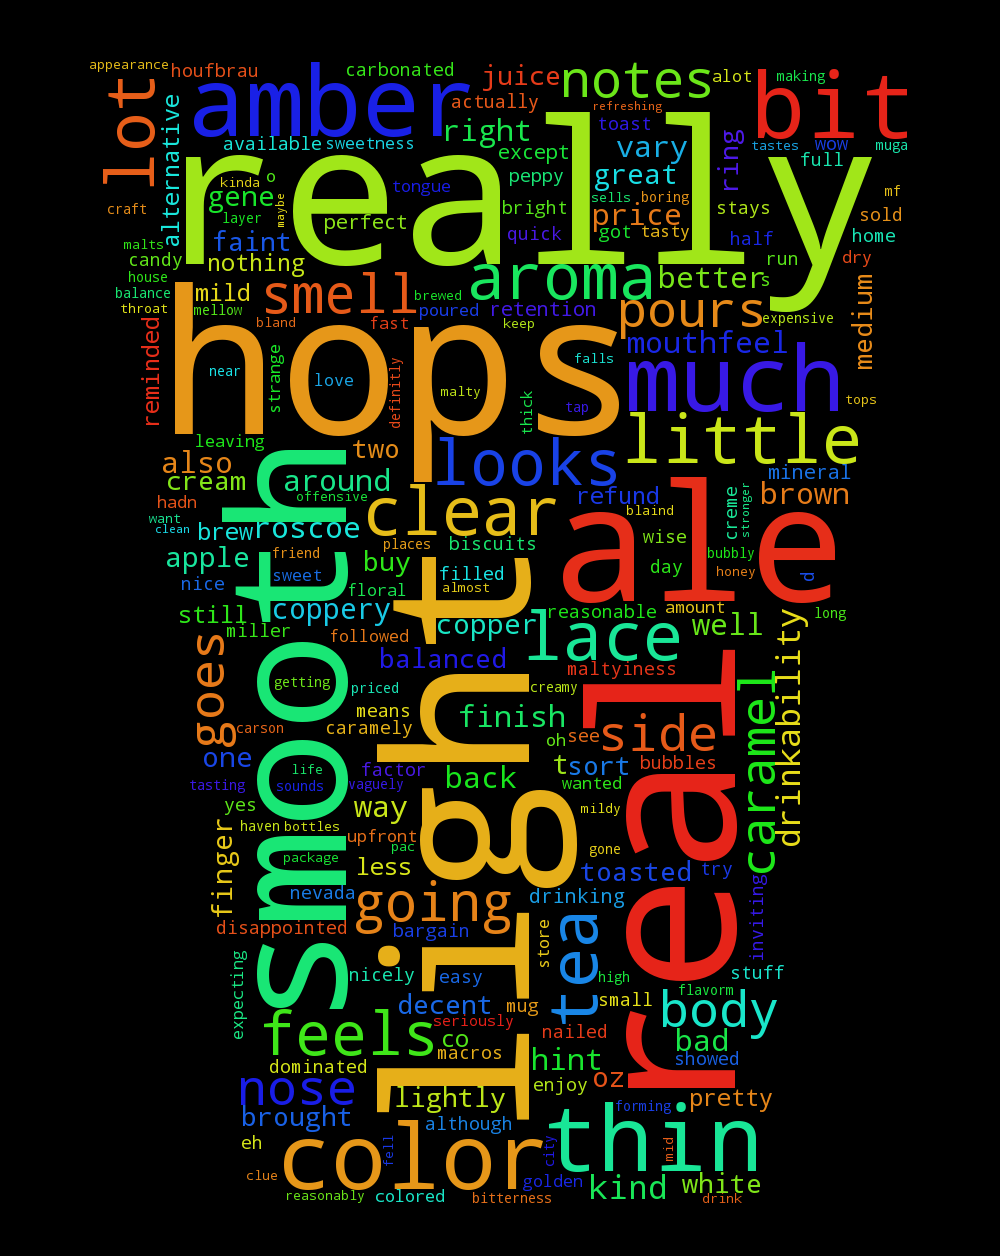 appearance
houfbrau
carbonated
juice
notes
alot
making
bit
lot
amber
actually
refreshing
toast
alternative
available
sweetness
right
except
vary
ring
tastes
wow
muga
full
really
kinda
o
gene
layer
maybe
perfect
tongue
peppy
bright
great
sells
boring
price
stays
mf
sold
craft
faint
quick
got
tasty
half
home
malts
candy
nothing
aroma
better
s
run
dry
house
balance
throat
mild
mellow
smell
brewed
poured
retention
pours
expensive
medium
reminded
bland
fast
keep
mouthfeel
hops
near
strange
love
definitly
malty
thick
falls
tap
much
tops
little
leaving
two
looks
also
cream
around
offensive
mineral
brown
hadn
want
clean
brew
roscoe
clear
refund
blaind
creme
stronger
places
biscuits
wise
ale
bubbly
apple
friend
buy
nice
sweet
floral
filled
almost
day
honey
d
smooth
still
coppery
miller
followed
light
copper
reasonable
amount
lace
well
long
goes
balanced
maltyiness
getting
priced
creamy
real
caramel
drinkability
means
carson
caramely
finish
oh
see
side
one
life
factor
back
t
sort
bubbles
tasting
sounds
vaguely
wanted
yes
way
mildy
finger
haven
bottles
upfront
pac
gone
package
less
toasted
try
nevada
going
drinking
inviting
disappointed
bargain
store
tea
expecting
nicely
easy
high
stuff
decent
mug
small
flavorm
body
feels
co
seriously
nailed
bad
macros
showed
dominated
hint
nose
enjoy
oz
lightly
pretty
brought
although
forming
thin
eh
color
fell
city
mid
clue
golden
kind
white
reasonably
colored
bitterness
drink